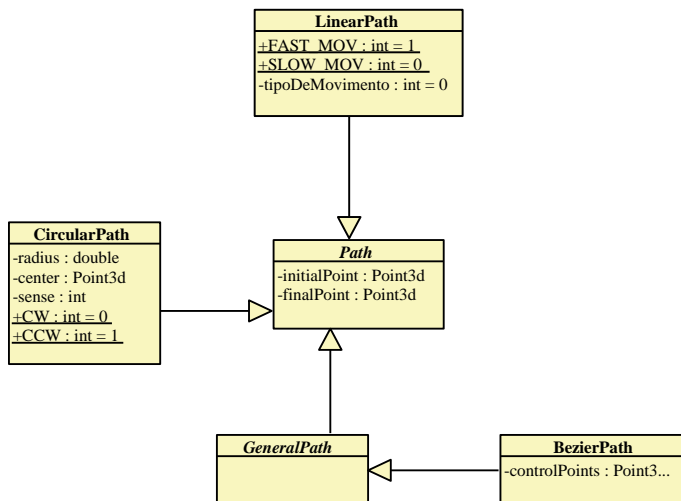 LinearPath
+FAST_MOV : int = 1
+SLOW_MOV : int = 0
-tipoDeMovimento : int = 0
CircularPath
-radius : double
-center : Point3d
-sense : int
+CW : int = 0
+CCW : int = 1
Path
-initialPoint : Point3d
-finalPoint : Point3d
GeneralPath
BezierPath
-controlPoints : Point3...